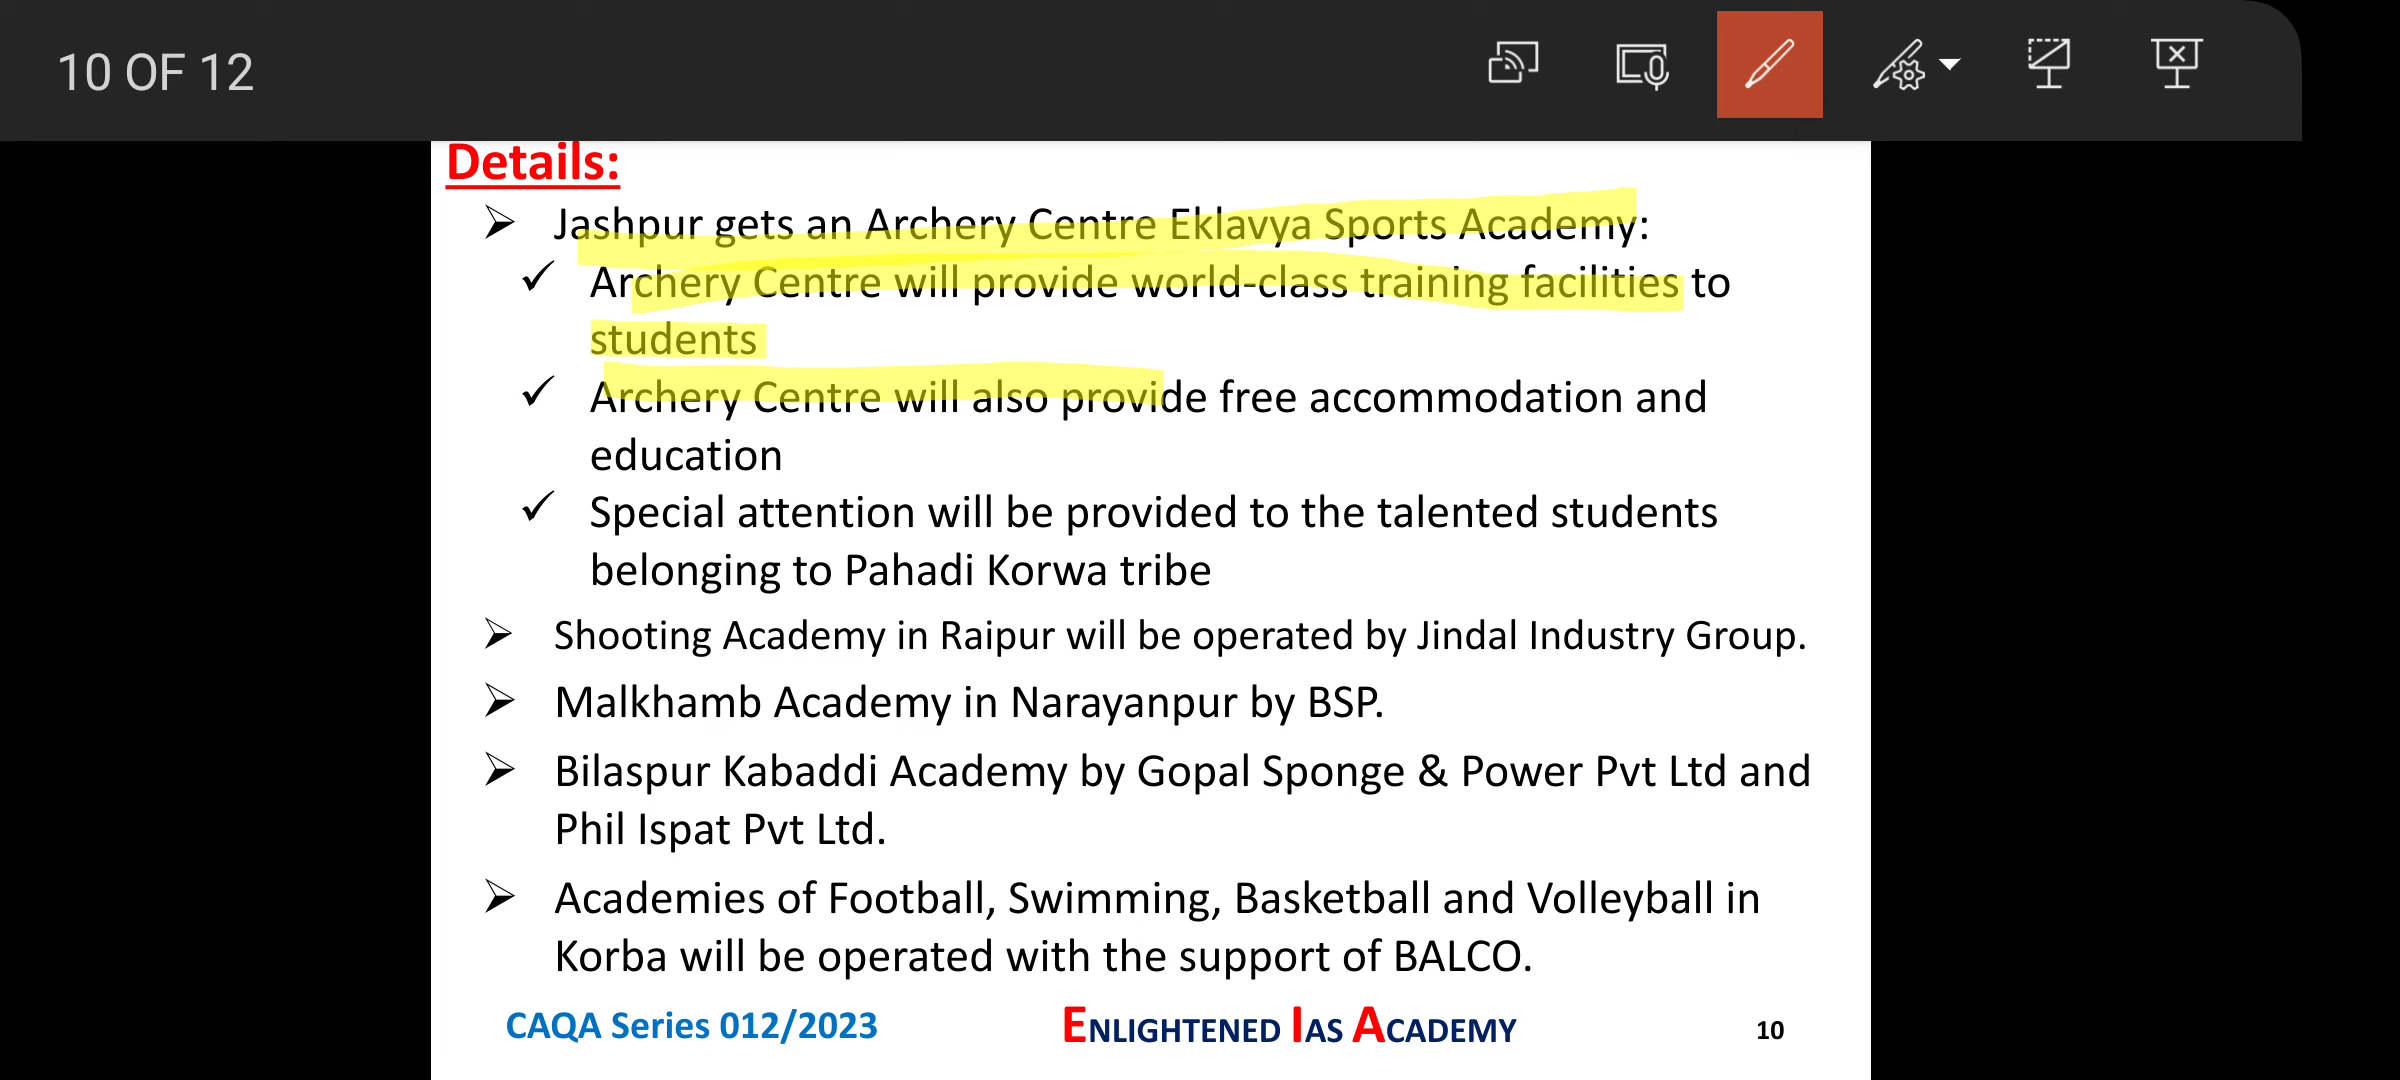 10 OF 12
Details:
Jashpur gets an Archery Centre Eklavya Sports Academy:
Archery Centre will provide world-class training facilities to
students
Archery Centre will also provide free accommodation and
education
Special attention will be provided to the talented students
belonging to Pahadi Korwa tribe
Shooting Academy in Raipur will be operated by Jindal Industry Group.
Malkhamb Academy in Narayanpur by BSP.
Bilaspur Kabaddi Academy by Gopal Sponge & Power Pvt Ltd and
Phil Ispat Pvt Ltd.
Academies of Football, Swimming, Basketball and Volleyball in
Korba will be operated with the support of BALCO.
CAQA Series 012/2023 ENLIGHTENED IAS ACADEMY 10